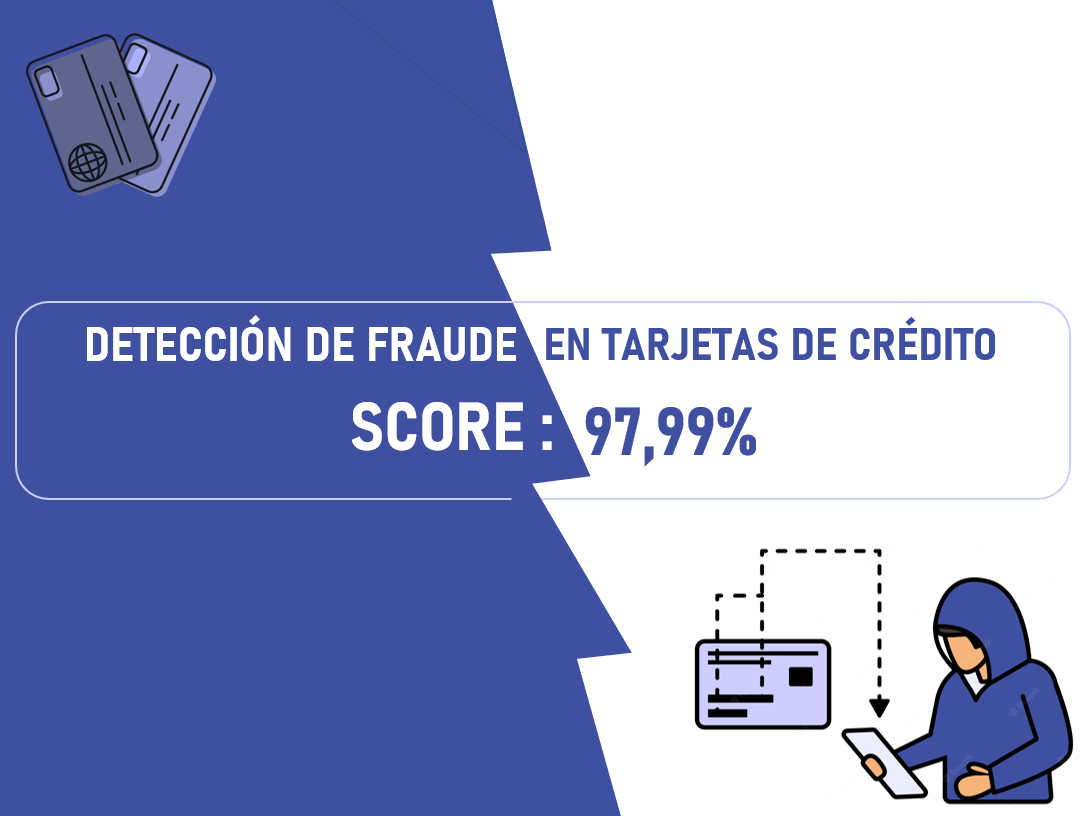 DETECCIÓN DE FRAUDE EN TARJETAS DE CRÉDITO
SCORE : 97,99%